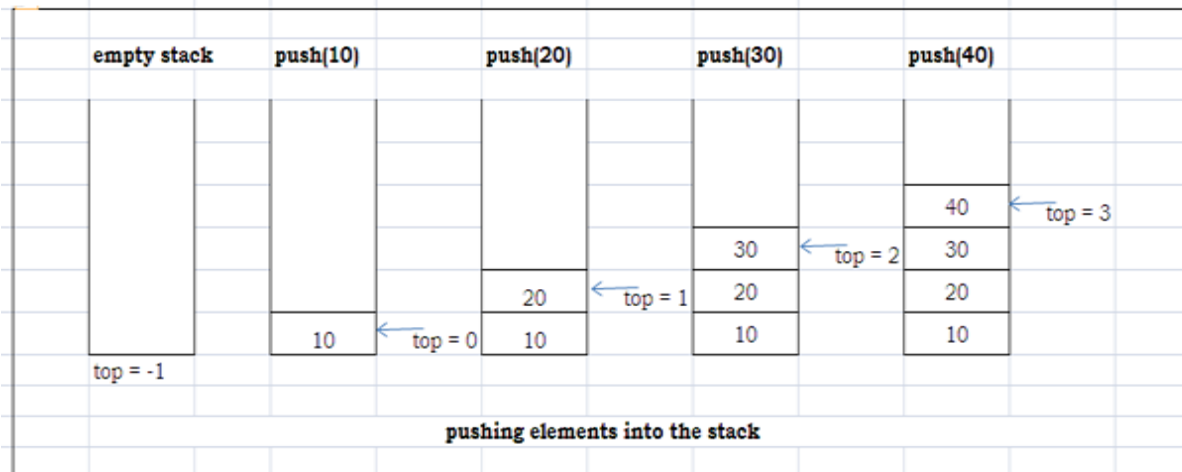 empty stack push(10) push(20) push(30) push(40)
40 top = 3
30 top = 2 30
20 top = 1 20 20
10 top = 0 10 10 10
top = -1
pushing elements into the stack